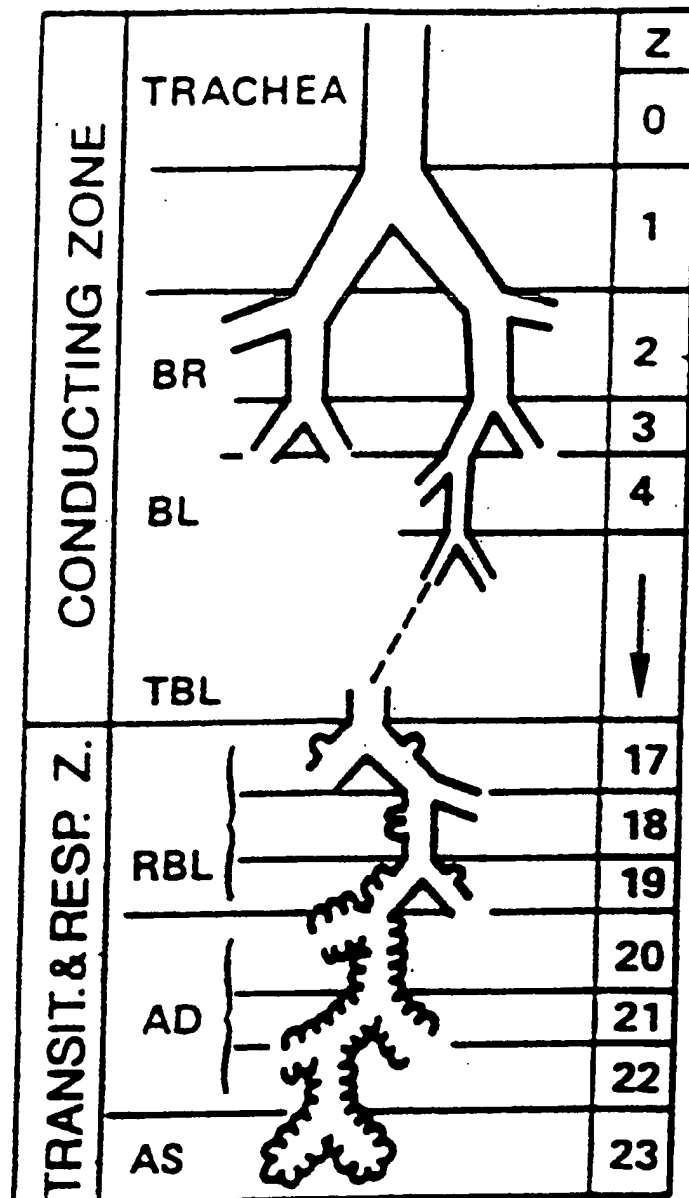 Z
TRACHEA
0
CONDUCTING ZONE
1
BR
2
3
BL
4
TBL
TRANSIT. & RESP. Z.
17
18
RBL
19
20
AD
21
22
AS
23